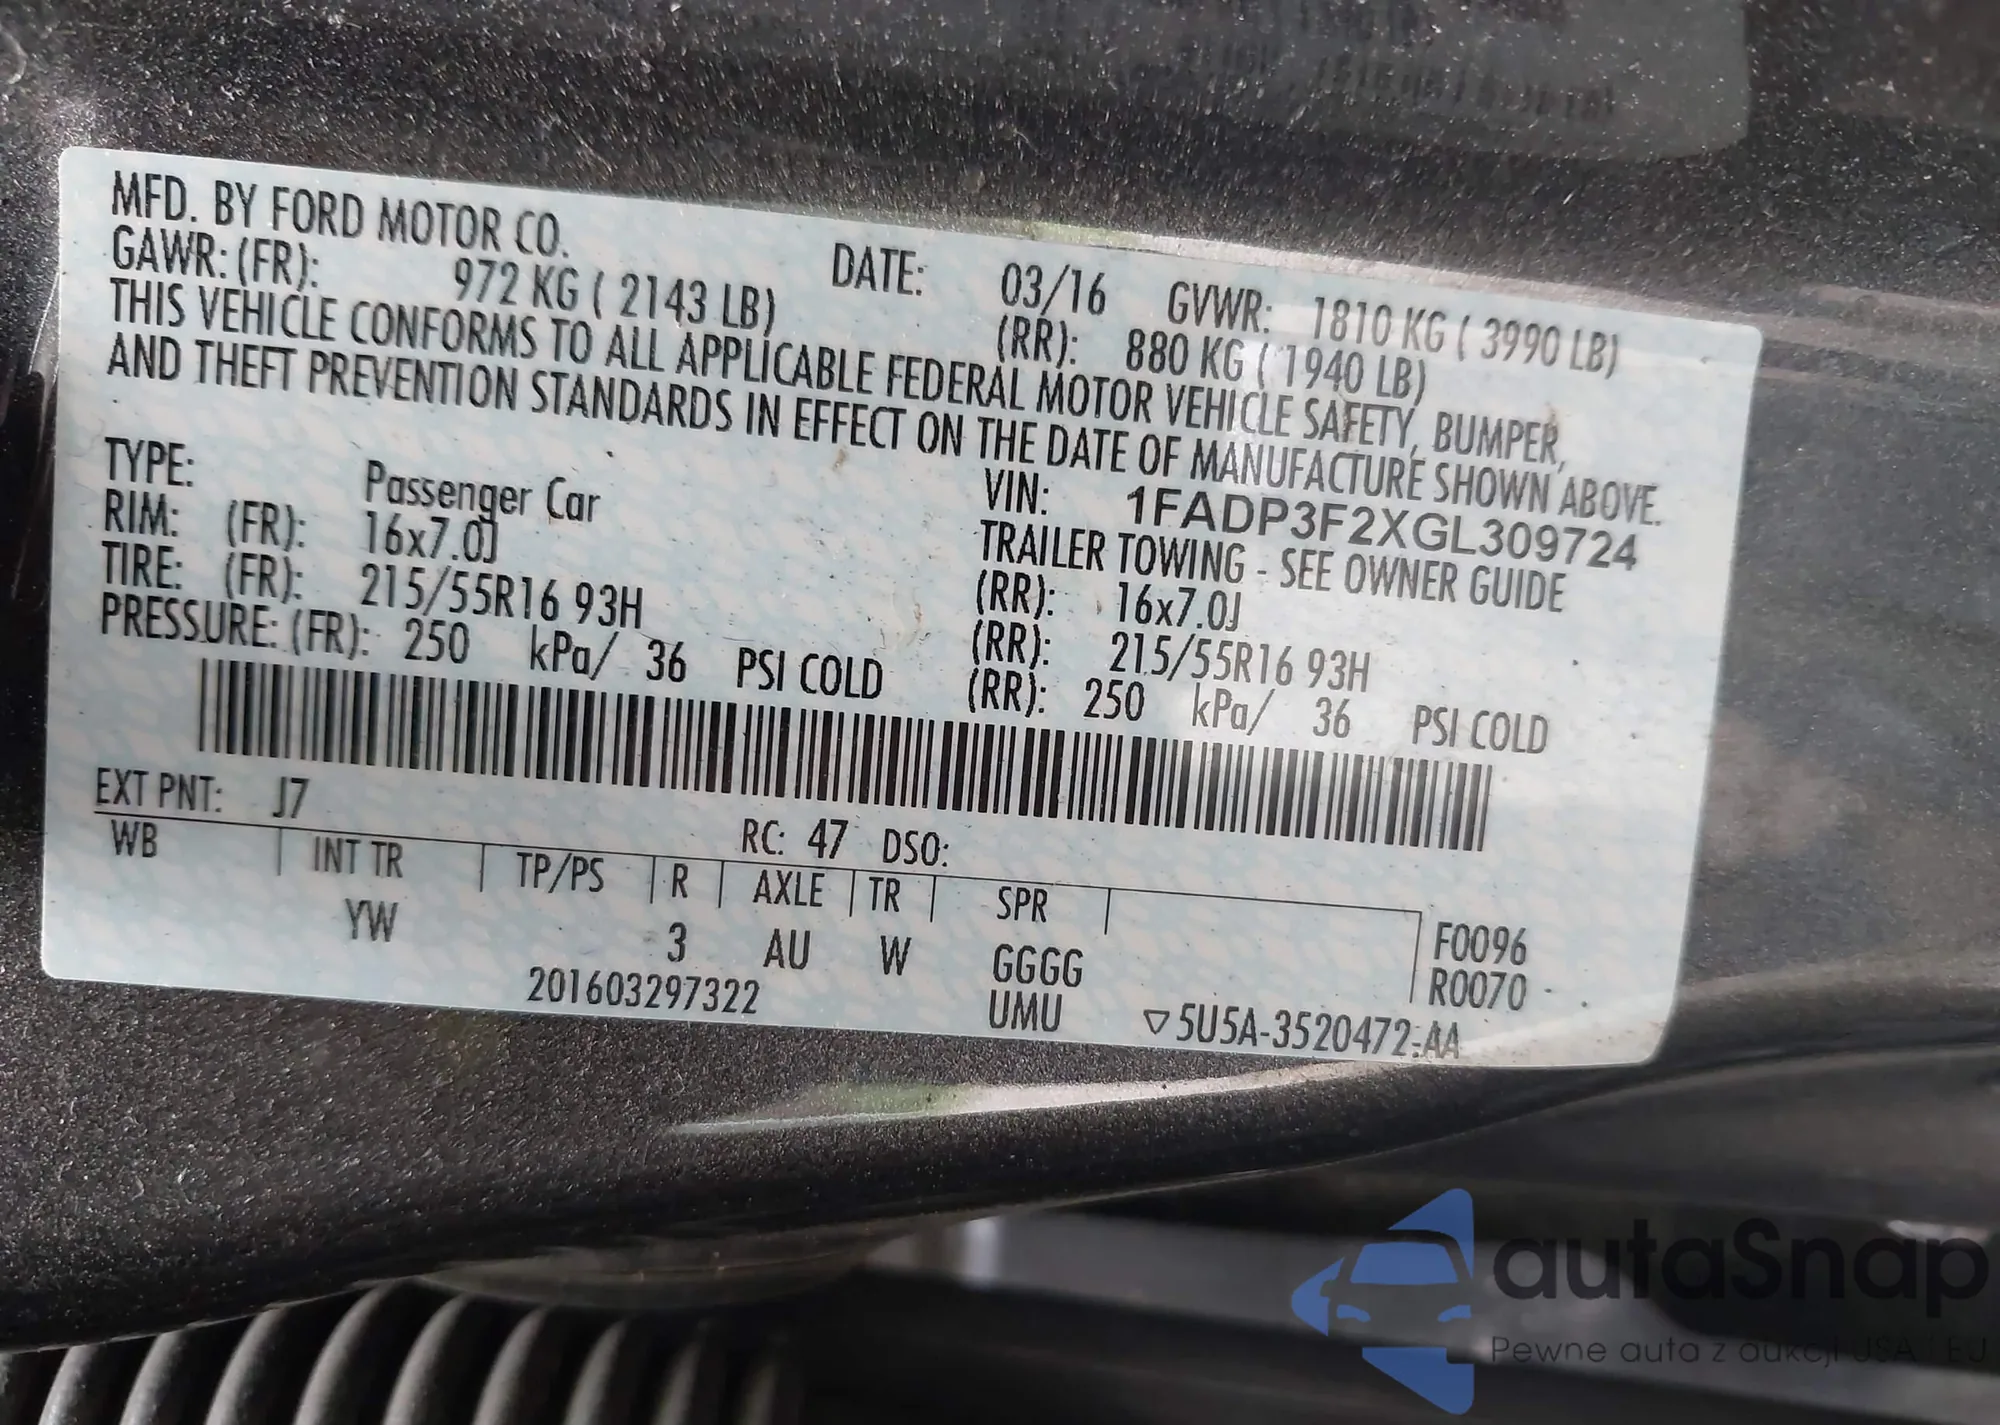 MFD. BY FORD MOTOR CO.
DATE: 03/16 GVWR: 1810 KG ( 3990 LB)
GAWR: (FR): 972 KG ( 2143 LB) (RR): 880 KG ( 1940 LB)
THIS VEHICLE CONFORMS TO ALL APPLICABLE FEDERAL MOTOR VEHICLE SAFETY, BUMPER,
AND THEFT PREVENTION STANDARDS IN EFFECT ON THE DATE OF MANUFACTURE SHOWN ABOVE.
VIN: 1FADP3F2XGL309724
TYPE: Passenger Car TRAILER TOWING - SEE OWNER GUIDE
RIM: (FR): 16x7.0J (RR): 16x7.0J
TIRE: (FR): 215/55R16 93H (RR): 215/55R16 93H
PRESSURE: (FR): 250 kPa/ 36 PSI COLD (RR): 250 kPa/ 36 PSI COLD
EXT PNT: J7 RC: 47 DSO:
WB INT TR TP/PS R AXLE TR SPR
YW 3 AU W GGGG F0096
UMU R0070
201603297322 ▽5U5A-3520472-AA
autaSnap
Pewne auta z aukcji USA i EU